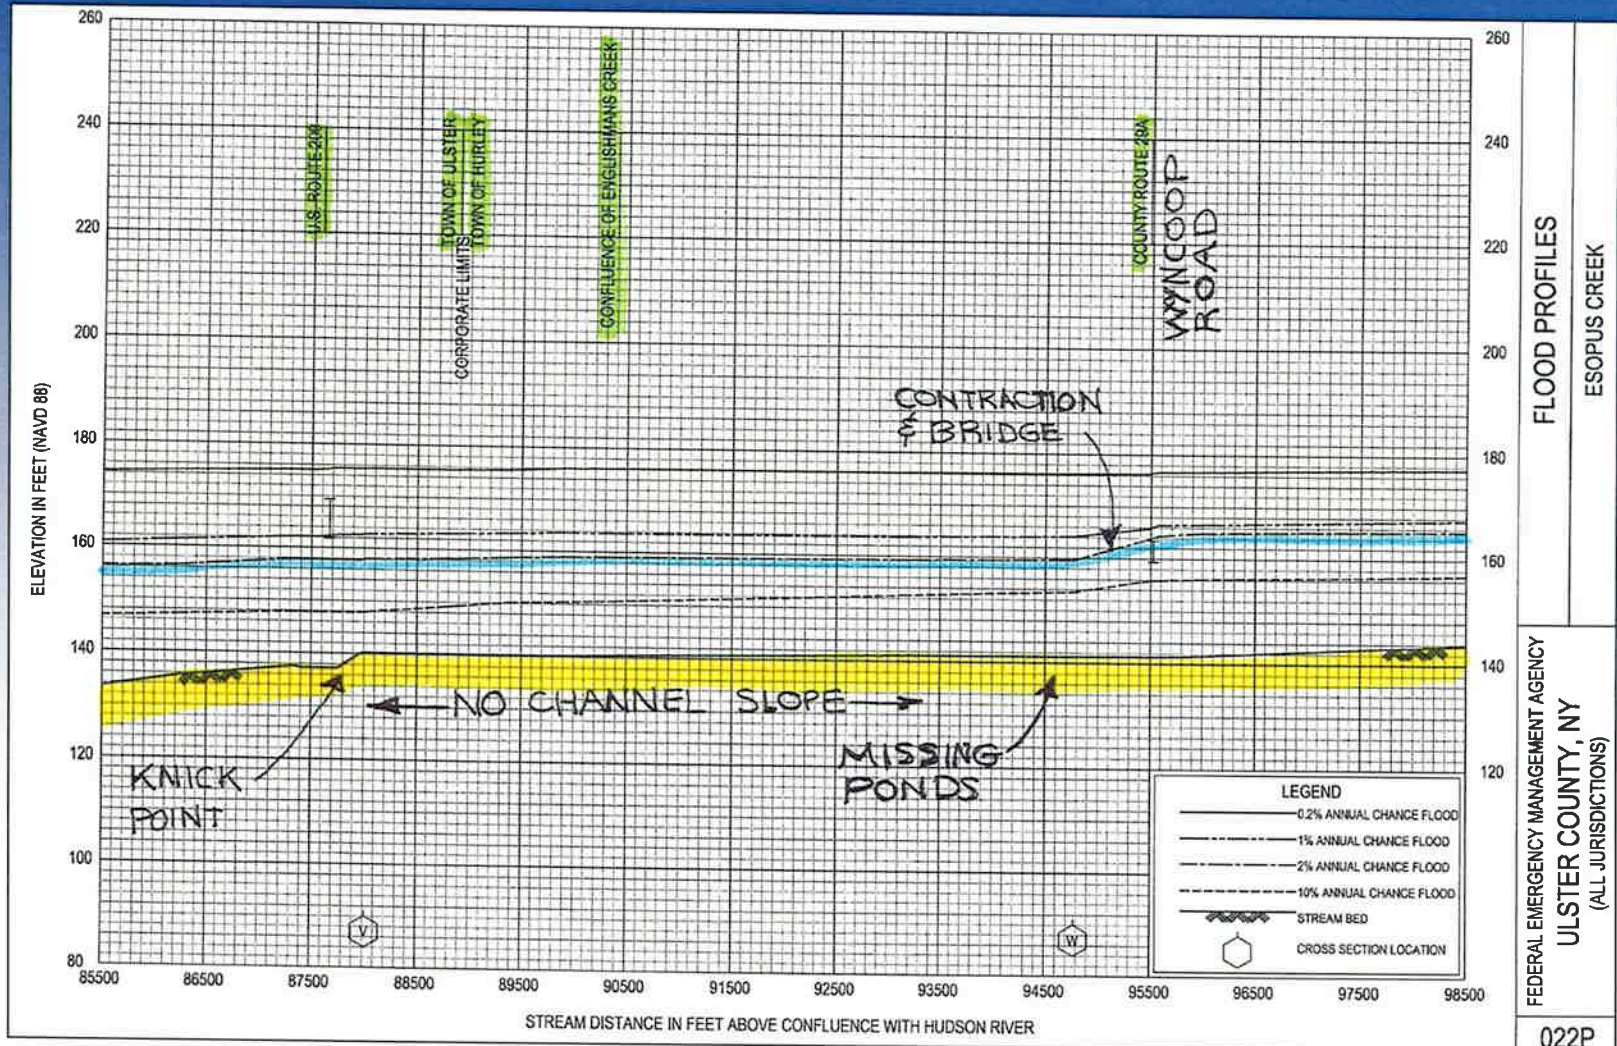 260
240
220
200
180
160
140
120
100
80
ELEVATION IN FEET (NAVD 88)
U.S. ROUTE 209
TOWN OF ULSTER
TOWN OF HURLEY
CORPORATE LIMITS
CONFLUENCE OF ENGLISHMANS CREEK
COUNTY ROUTE 29A
WYNCOOP
ROAD
CONTRACTION
& BRIDGE
NO CHANNEL SLOPE
KNICK
POINT
MISSING
PONDS
V
W
260
240
220
200
180
160
140
120
LEGEND
0.2% ANNUAL CHANCE FLOOD
1% ANNUAL CHANCE FLOOD
2% ANNUAL CHANCE FLOOD
10% ANNUAL CHANCE FLOOD
STREAM BED
CROSS SECTION LOCATION
85500
86500
87500
88500
89500
90500
91500
92500
93500
94500
95500
96500
97500
98500
STREAM DISTANCE IN FEET ABOVE CONFLUENCE WITH HUDSON RIVER
FLOOD PROFILES
ESOPUS CREEK
FEDERAL EMERGENCY MANAGEMENT AGENCY
ULSTER COUNTY, NY
(ALL JURISDICTIONS)
022P